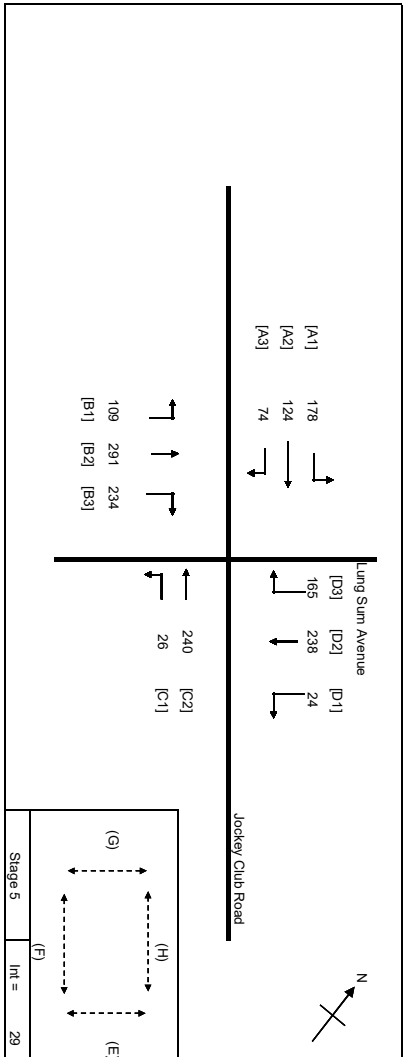 N
Lung Sum Avenue
[D3] [D2] [D1]
165 238 24
[A1] 178
[A2] 124
[A3] 74
Jockey Club Road
240 [C2]
26 [C1]
109 291 234
[B1] [B2] [B3]
(H)
(G) (E)
(F)
Stage 5 Int = 29